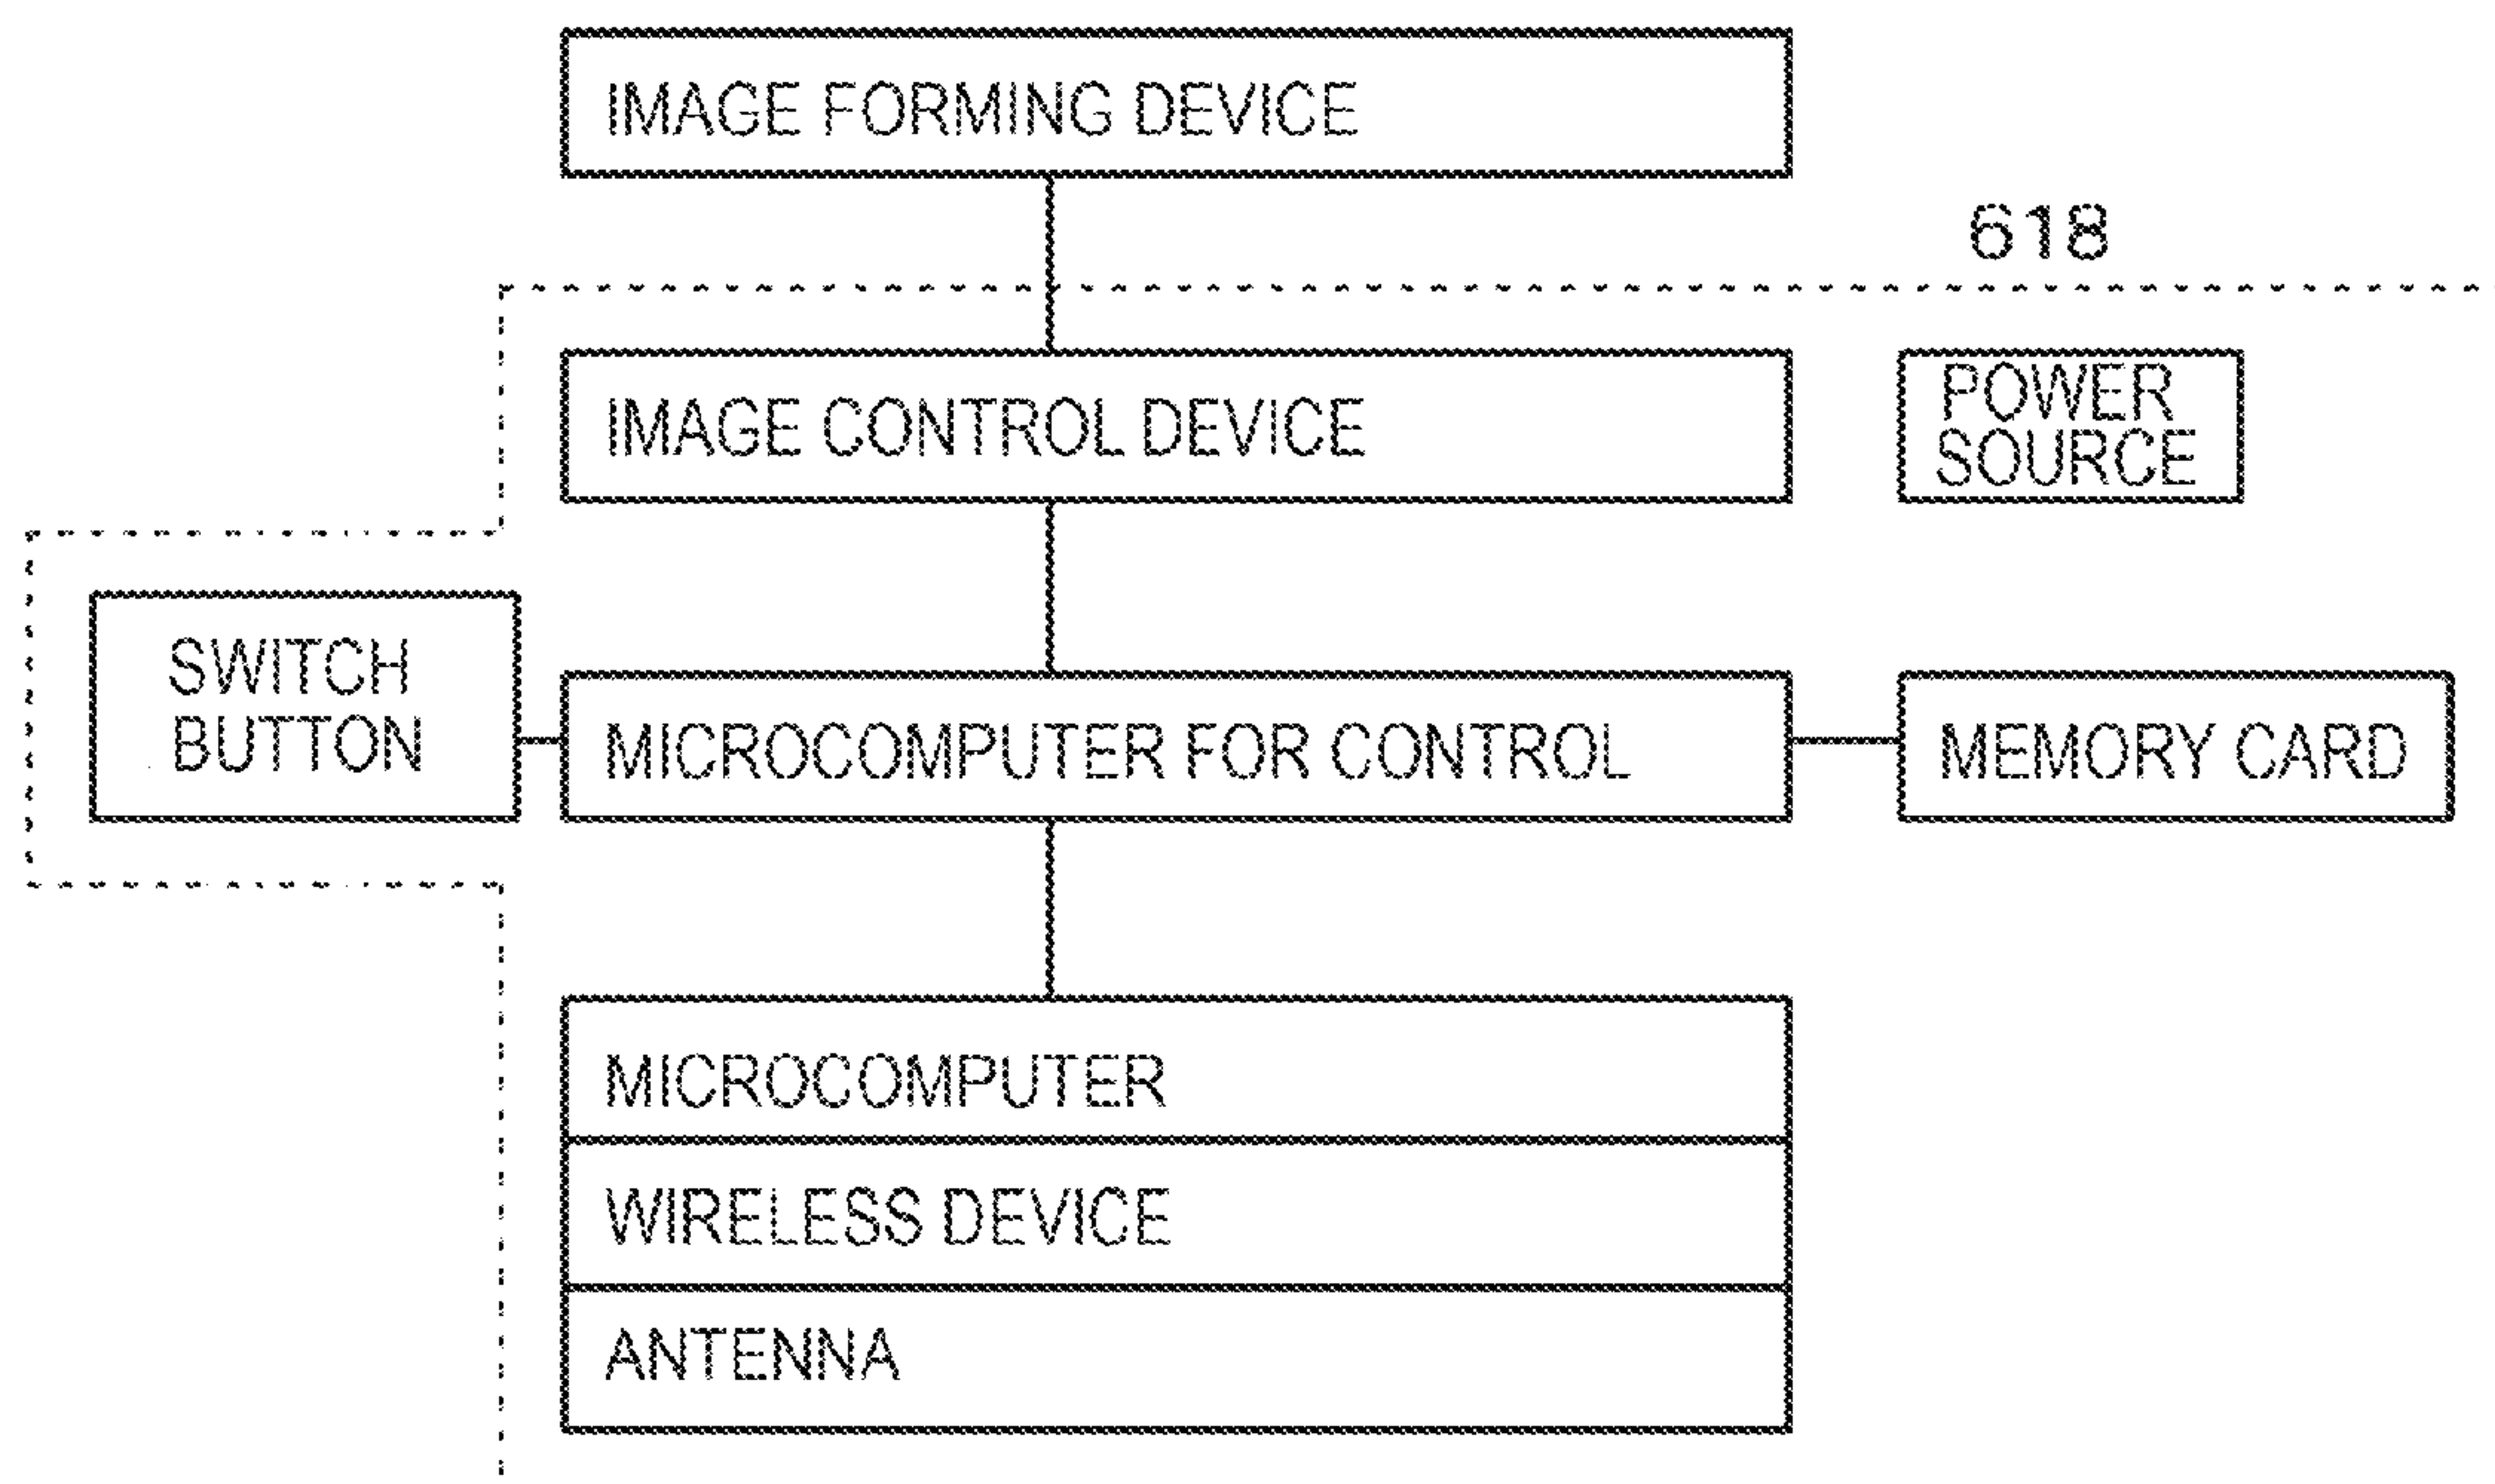 IMAGE FORMING DEVICE
618
IMAGE CONTROL DEVICE
POWER
SOURCE
SWITCH
BUTTON
MICROCOMPUTER FOR CONTROL
MEMORY CARD
MICROCOMPUTER
WIRELESS DEVICE
ANTENNA